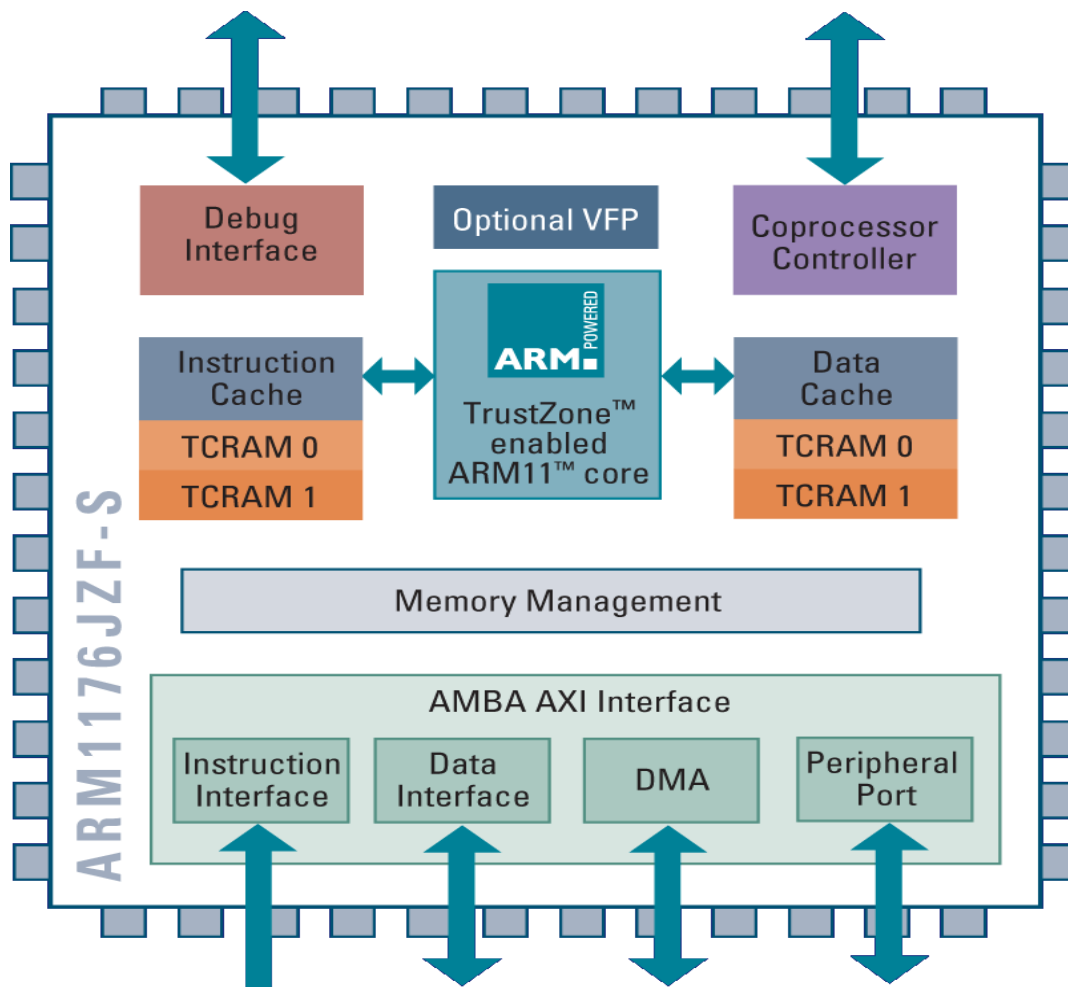 Debug
Interface
Optional VFP
Coprocessor
Controller
ARM POWERED
Instruction
Cache
TCRAM 0
TCRAM 1
TrustZone™
enabled
ARM11™ core
Data
Cache
TCRAM 0
TCRAM 1
ARM1176JZF-S
Memory Management
AMBA AXI Interface
Instruction
Interface
Data
Interface
DMA
Peripheral
Port